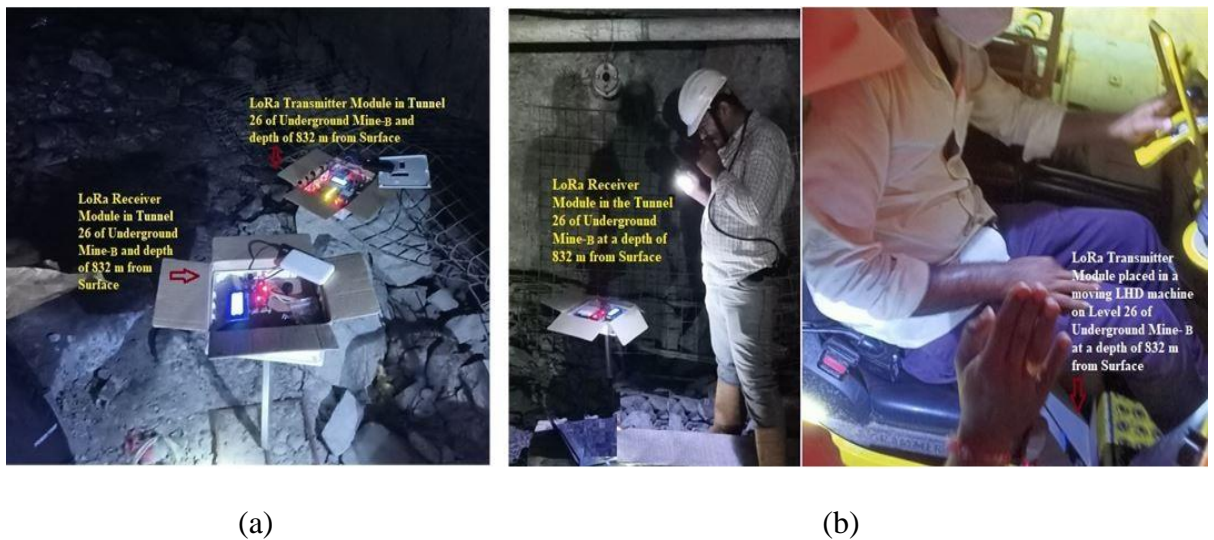 LoRa Transmitter Module in Tunnel
26 of Underground Mine-B and
depth of 832 m from Surface
LoRa Receiver
Module in Tunnel
26 of Underground
Mine-B and depth
of 832 m from
Surface
LoRa Receiver
Module in the Tunnel
26 of Underground
Mine-B at a depth of
832 m from Surface
LoRa Transmitter
Module placed in a
moving LHD machine
on Level 26 of
Underground Mine- B
at a depth of 832 m
from Surface
(a)
(b)